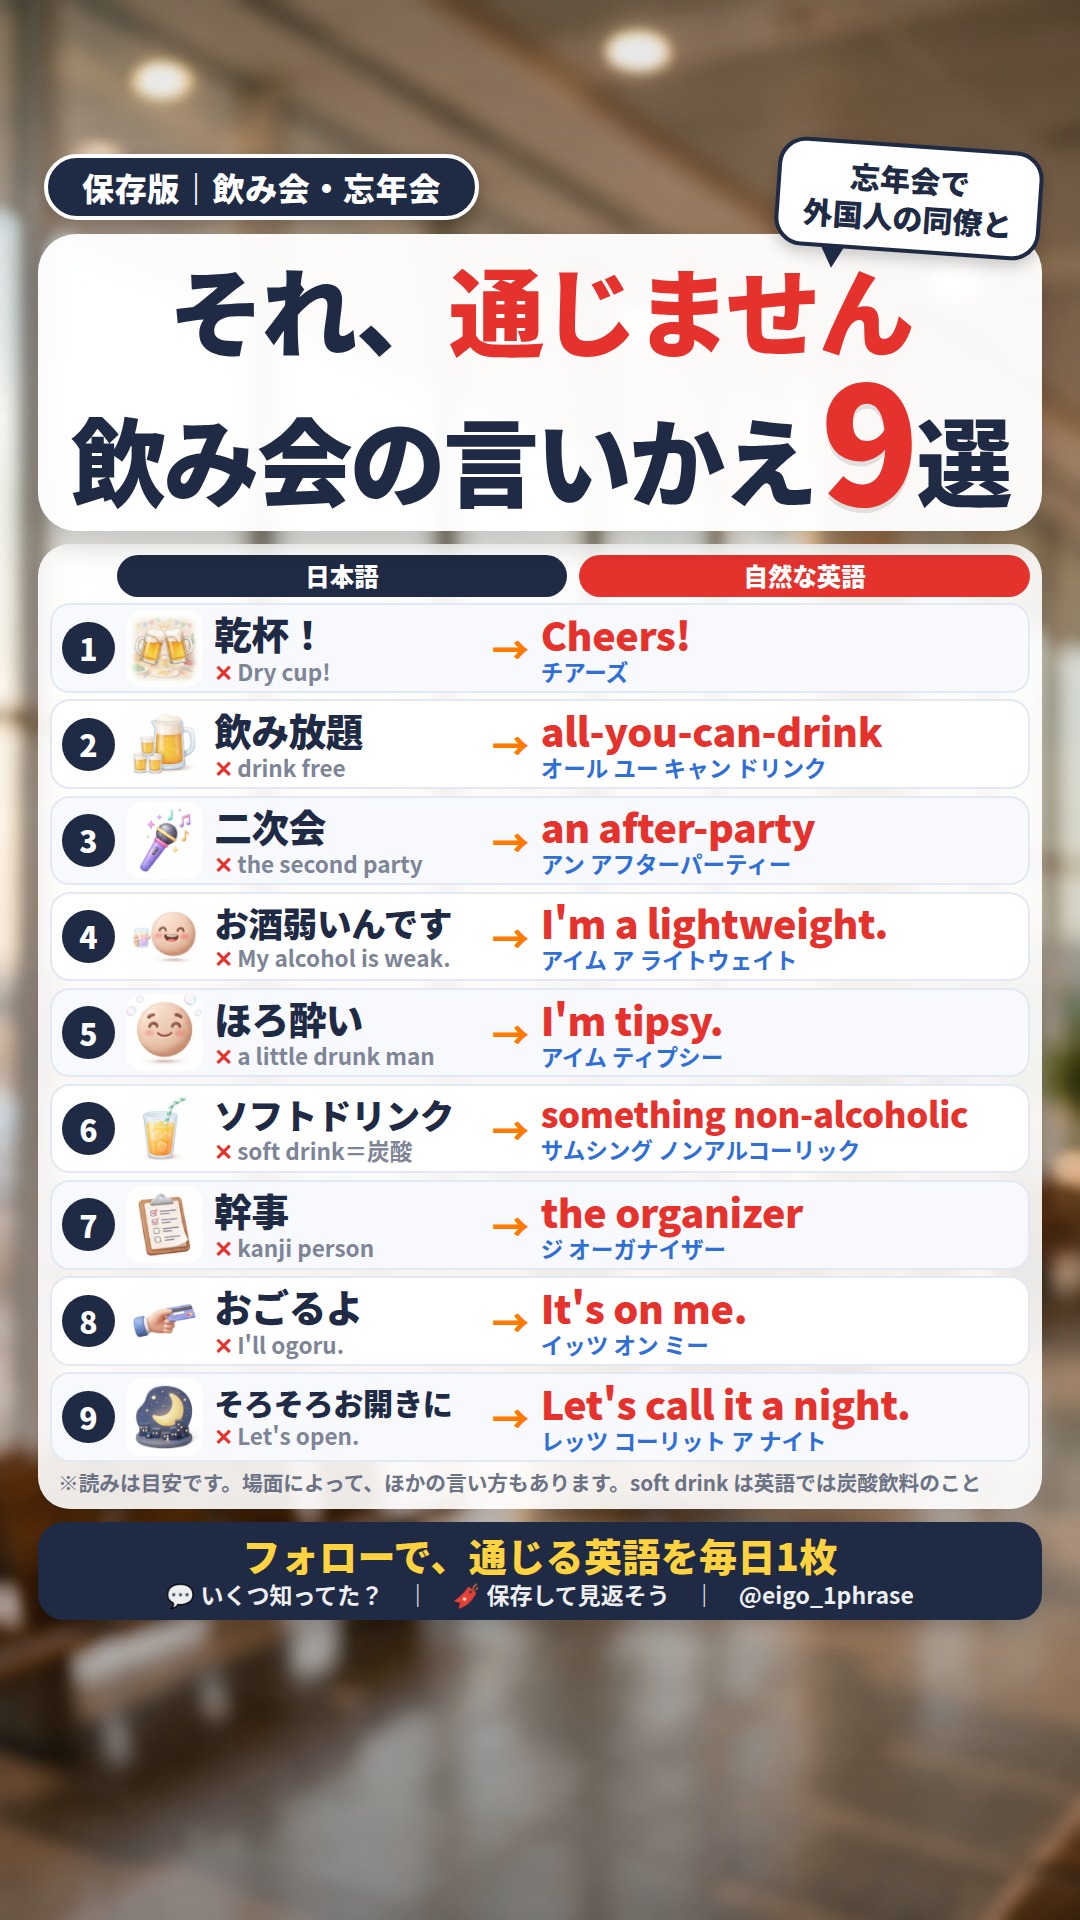 保存版｜飲み会・忘年会
忘年会で
外国人の同僚と
それ、通じません
飲み会の言いかえ9選
日本語
自然な英語
1
乾杯！
→ Cheers!
✕ Dry cup!
チアーズ
2
飲み放題
→ all-you-can-drink
✕ drink free
オール ユー キャン ドリンク
3
二次会
→ an after-party
✕ the second party
アン アフターパーティー
4
お酒弱いんです
→ I'm a lightweight.
✕ My alcohol is weak.
アイム ア ライトウェイト
5
ほろ酔い
→ I'm tipsy.
✕ a little drunk man
アイム ティプシー
6
ソフトドリンク
→ something non-alcoholic
✕ soft drink＝炭酸
サムシング ノンアルコーリック
7
幹事
→ the organizer
✕ kanji person
ジ オーガナイザー
8
おごるよ
→ It's on me.
✕ I'll ogoru.
イッツ オン ミー
9
そろそろお開きに
→ Let's call it a night.
✕ Let's open.
レッツ コーリット ア ナイト
※読みは目安です。場面によって、ほかの言い方もあります。soft drink は英語では炭酸飲料のこと
フォローで、通じる英語を毎日1枚
💬 いくつ知ってた？ ｜ 🔖 保存して見返そう ｜ @eigo_1phrase